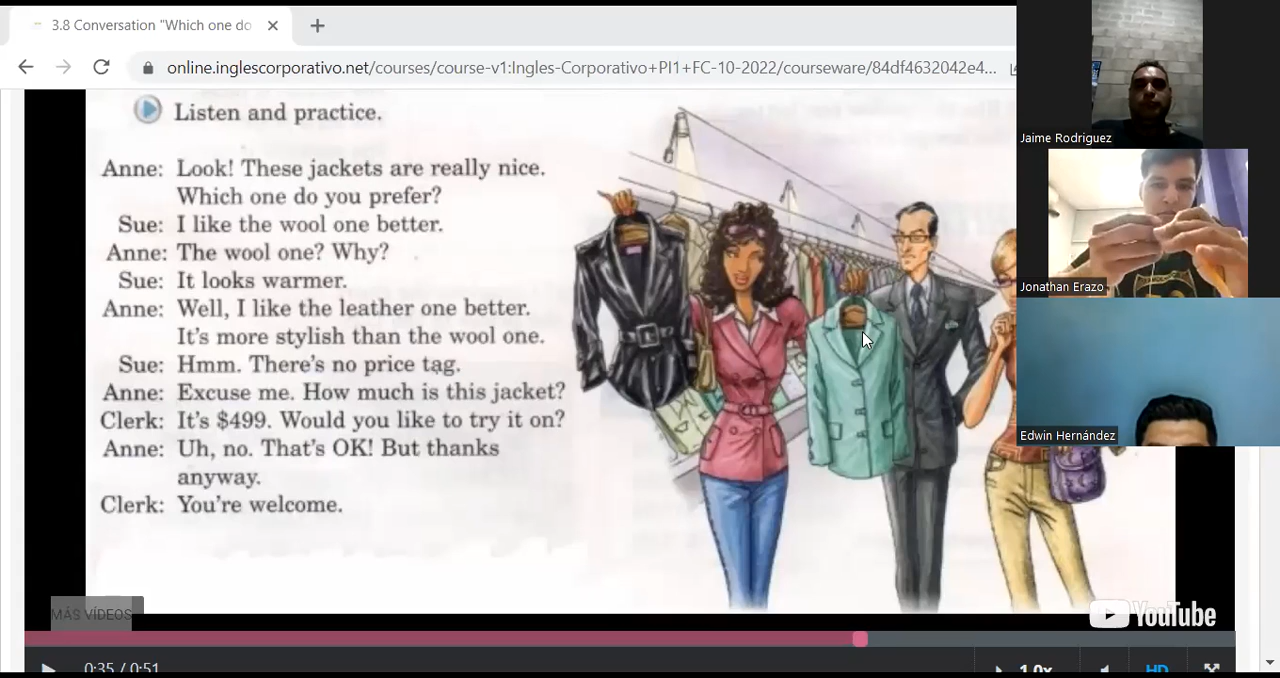 3.8 Conversation "Which one do
online.inglescorporativo.net/courses/course-v1:Ingles-Corporativo+PI1+FC-10-2022/courseware/84df4632042e4...
Listen and practice.
Anne: Look! These jackets are really nice.
Which one do you prefer?
Sue: I like the wool one better.
Anne: The wool one? Why?
Sue: It looks warmer.
Anne: Well, I like the leather one better.
It's more stylish than the wool one.
Sue: Hmm. There's no price tag.
Anne: Excuse me. How much is this jacket?
Clerk: It's $499. Would you like to try it on?
Anne: Uh, no. That's OK! But thanks
anyway.
Clerk: You're welcome.
MÁS VÍDEOS
YouTube
0:35 / 0:51
1.0x
HD
Jaime Rodriguez
Jonathan Erazo
Edwin Hernández